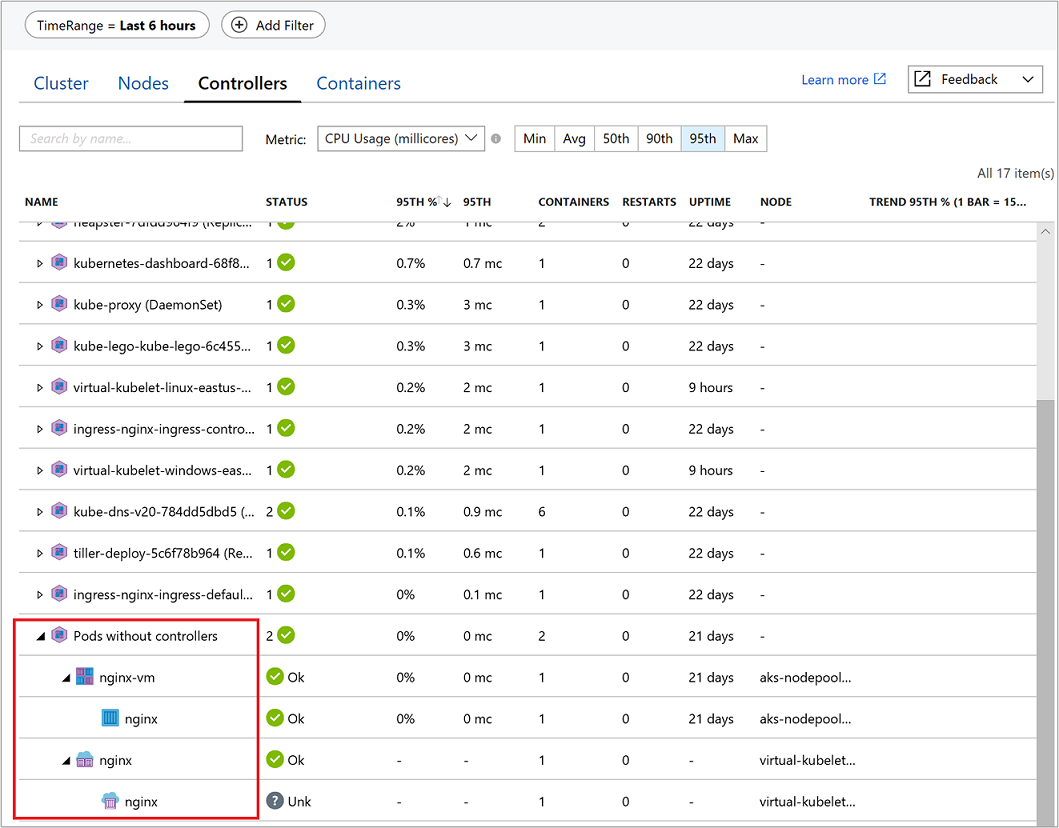 TimeRange = Last 6 hours Add Filter
Cluster Nodes Controllers Containers Learn more Feedback
Search by name... Metric: CPU Usage (millicores) Min Avg 50th 90th 95th Max
All 17 item(s)
NAME STATUS 95TH % 95TH CONTAINERS RESTARTS UPTIME NODE TREND 95TH % (1 BAR = 15...
heapster-7dfdd984f9 (Replic... 1 2% 1 mc 2 0 22 days -
kubernetes-dashboard-68f8... 1 0.7% 0.7 mc 1 0 22 days -
kube-proxy (DaemonSet) 1 0.3% 3 mc 1 0 22 days -
kube-lego-kube-lego-6c455... 1 0.3% 3 mc 1 0 22 days -
virtual-kubelet-linux-eastus-... 1 0.2% 2 mc 1 0 9 hours -
ingress-nginx-ingress-contro... 1 0.2% 2 mc 1 0 22 days -
virtual-kubelet-windows-eas... 1 0.2% 2 mc 1 0 9 hours -
kube-dns-v20-784dd5dbd5 (... 2 0.1% 0.9 mc 6 0 22 days -
tiller-deploy-5c6f78b964 (Re... 1 0.1% 0.6 mc 1 0 22 days -
ingress-nginx-ingress-defaul... 1 0% 0.1 mc 1 0 22 days -
Pods without controllers 2 0% 0 mc 2 0 21 days -
nginx-vm Ok 0% 0 mc 1 0 21 days aks-nodepool...
nginx Ok 0% 0 mc 1 0 21 days aks-nodepool...
nginx Ok - - 1 0 - virtual-kubelet...
nginx Unk - - 1 0 - virtual-kubelet...